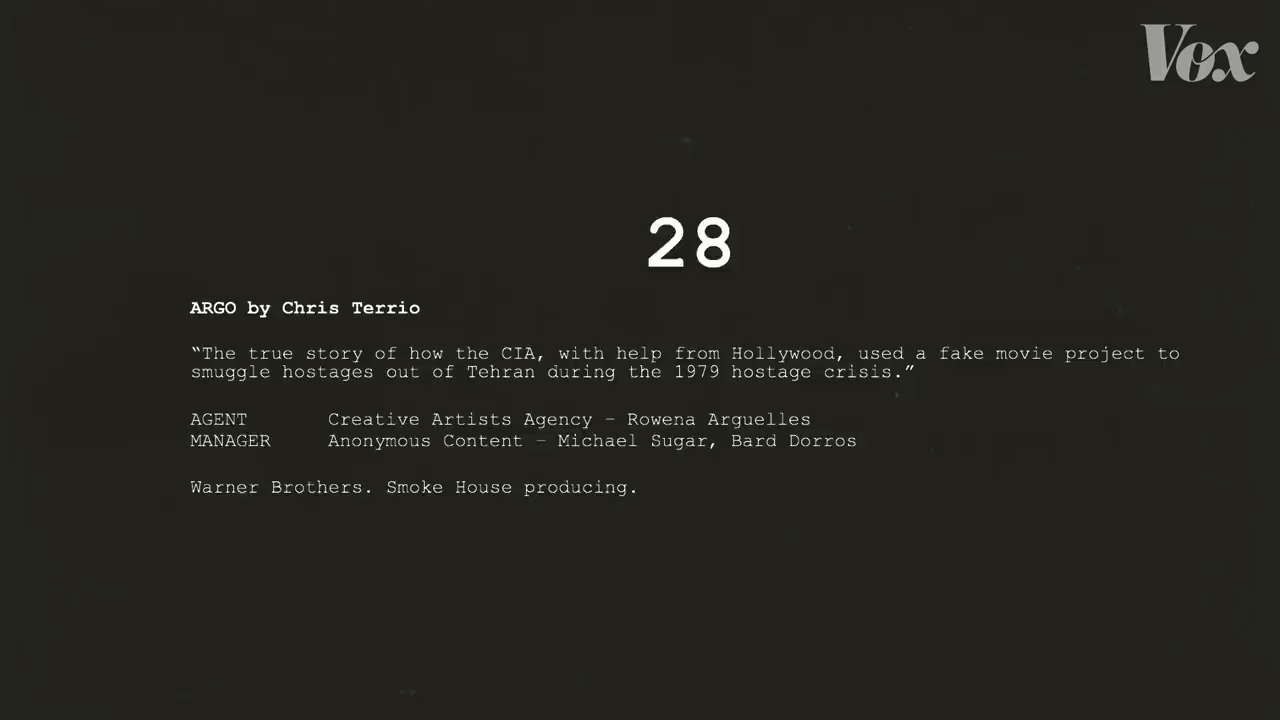 Vox
28
ARGO by Chris Terrio
“The true story of how the CIA, with help from Hollywood, used a fake movie project to
smuggle hostages out of Tehran during the 1979 hostage crisis.”
AGENT Creative Artists Agency – Rowena Arguelles
MANAGER Anonymous Content – Michael Sugar, Bard Dorros
Warner Brothers. Smoke House producing.